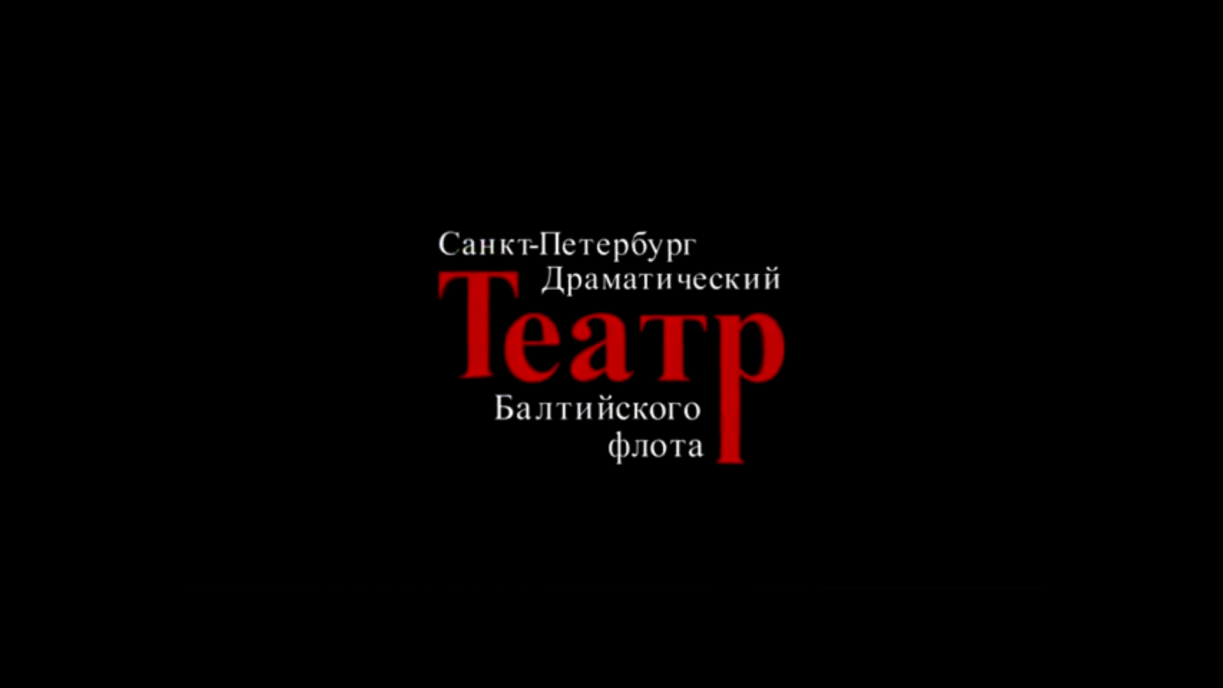 Санкт-Петербург
Драматический
Театр
Балтийского
флота